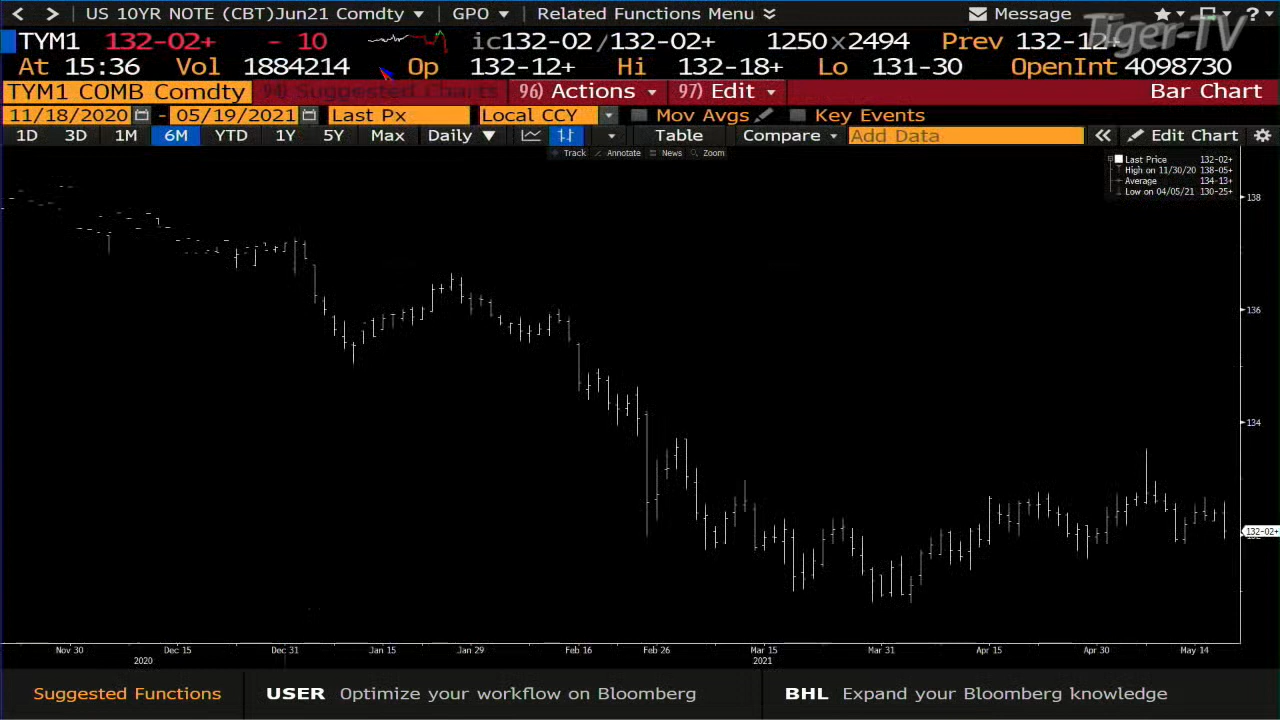 < > US 10YR NOTE (CBT)Jun21 Comdty GPO Related Functions Menu Message ?
Tiger-TV
TYM1 132-02+ - 10 ic132-02/132-02+ 1250x2494 Prev 132-12+
At 15:36 Vol 1884214 Op 132-12+ Hi 132-18+ Lo 131-30 OpenInt 4098730
TYM1 COMB Comdty 94) Suggested Charts 96) Actions 97) Edit Bar Chart
11/18/2020 - 05/19/2021 Last Px Local CCY Mov Avgs Key Events
1D 3D 1M 6M YTD 1Y 5Y Max Daily Table Compare Add Data « Edit Chart
Track Annotate News Zoom
Last Price 132-02+
High on 11/30/20 138-05+
Average 134-13+
Low on 04/05/21 130-25+
138
136
134
132-02+
Nov 30 Dec 15 Dec 31 Jan 15 Jan 29 Feb 16 Feb 26 Mar 15 Mar 31 Apr 15 Apr 30 May 14
2020 2021
Suggested Functions USER Optimize your workflow on Bloomberg BHL Expand your Bloomberg knowledge